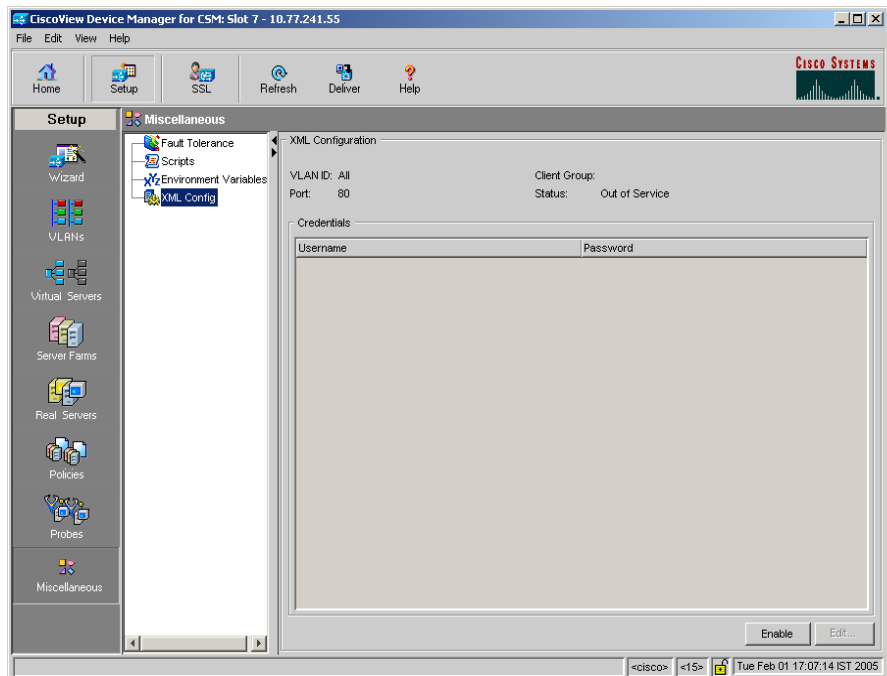 CiscoView Device Manager for CSM: Slot 7 - 10.77.241.55
File Edit View Help
Home Setup SSL Refresh Deliver Help
CISCO SYSTEMS
Setup
Miscellaneous
Wizard
VLANs
Virtual Servers
Server Farms
Real Servers
Policies
Probes
Miscellaneous
Fault Tolerance
Scripts
XYZ Environment Variables
XML Config
XML Configuration
VLAN ID: All Client Group:
Port: 80 Status: Out of Service
Credentials
Username Password
Enable Edit...
<cisco> <15> Tue Feb 01 17:07:14 IST 2005